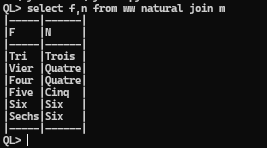 QL> select f,n from ww natural join m
|-----|------|
|F    |N     |
|-----|------|
|Tri  |Trois |
|Vier |Quatre|
|Four |Quatre|
|Five |Cinq  |
|Six  |Six   |
|Sechs|Six   |
|-----|------|
QL>